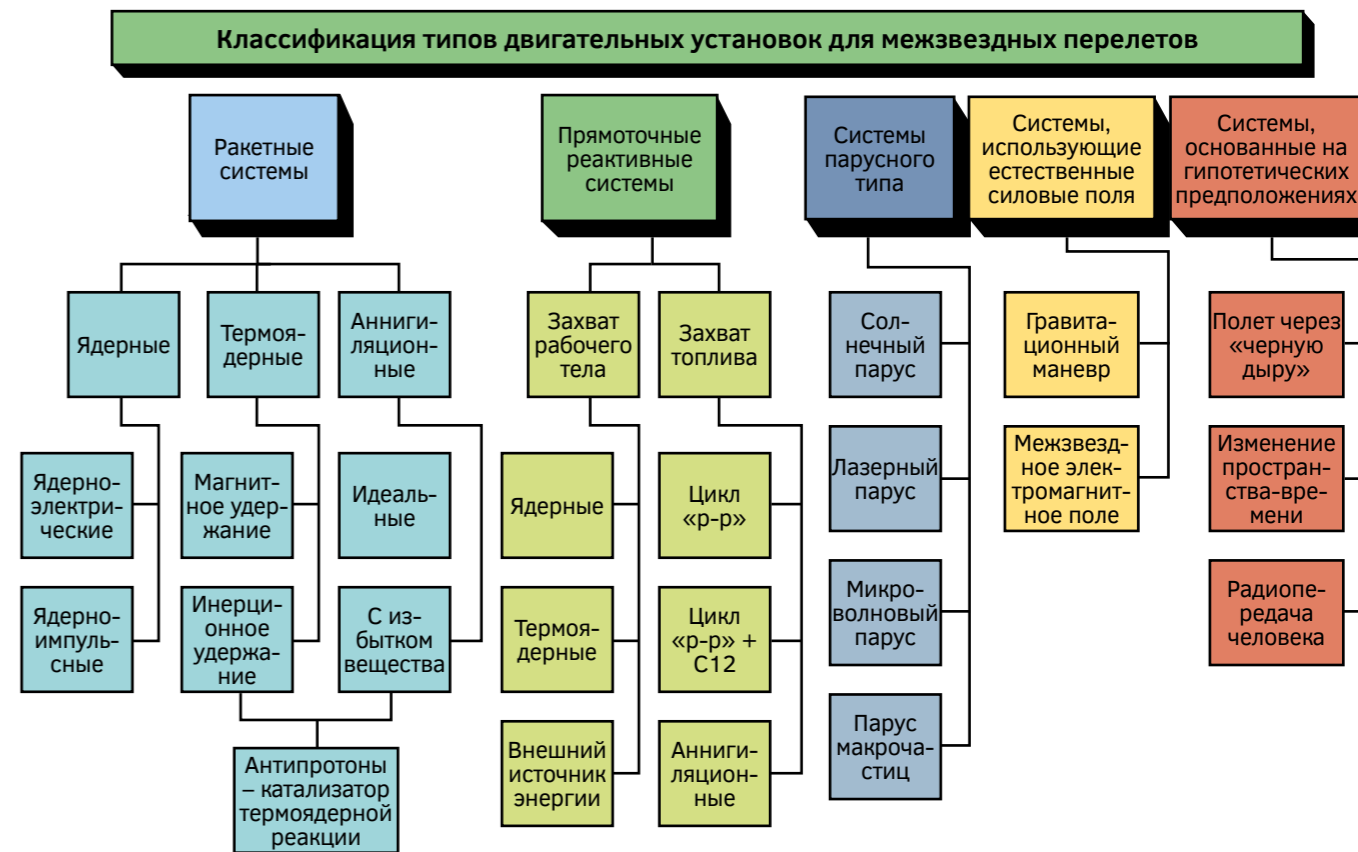 Классификация типов двигательных установок для межзвездных перелетов
Ракетные
системы
Прямоточные
реактивные
системы
Системы
парусного
типа
Системы,
использующие
естественные
силовые поля
Системы,
основанные на
гипотетических
предположениях
Ядерные
Термоя-
дерные
Анниги-
ляцион-
ные
Захват
рабочего
тела
Захват
топлива
Сол-
нечный
парус
Гравита-
ционный
маневр
Полет через
«черную
дыру»
Ядерно-
электри-
ческие
Магнит-
ное удер-
жание
Идеаль-
ные
Ядерные
Цикл
«p-p»
Лазерный
парус
Межзвезд-
ное элек-
тромагнит-
ное поле
Изменение
простран-
ства-вре-
мени
Ядерно-
импуль-
сные
Инерци-
онное
удержа-
ние
С из-
бытком
вещества
Термоя-
дерные
Цикл
«p-p» +
C12
Микро-
волновый
парус
Радиопе-
редача
человека
Антипротоны
– катализатор
термоядерной
реакции
Внешний
источник
энергии
Анниги-
ляцион-
ные
Парус
макроча-
стиц